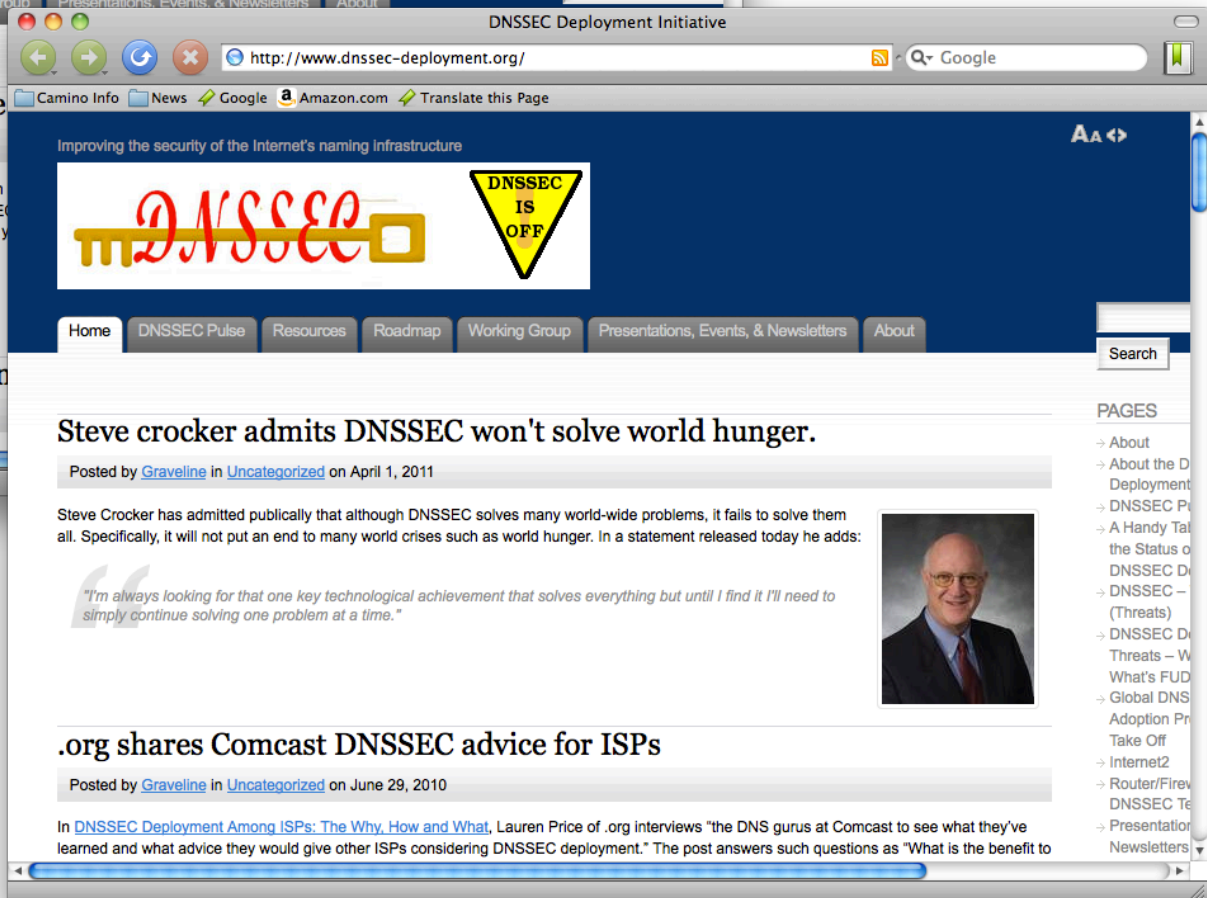 Presentations, Events, & Newsletters
About
DNSSEC Deployment Initiative
http://www.dnssec-deployment.org/
Google
Camino Info
News
Google
Amazon.com
Translate this Page
Improving the security of the Internet's naming infrastructure
AA
DNSSEC
DNSSEC
IS
OFF
Home
DNSSEC Pulse
Resources
Roadmap
Working Group
Presentations, Events, & Newsletters
About
Search
Steve crocker admits DNSSEC won't solve world hunger.
Posted by Graveline in Uncategorized on April 1, 2011
Steve Crocker has admitted publically that although DNSSEC solves many world-wide problems, it fails to solve them
all. Specifically, it will not put an end to many world crises such as world hunger. In a statement released today he adds:
"I'm always looking for that one key technological achievement that solves everything but until I find it I'll need to
simply continue solving one problem at a time."
.org shares Comcast DNSSEC advice for ISPs
Posted by Graveline in Uncategorized on June 29, 2010
In DNSSEC Deployment Among ISPs: The Why, How and What, Lauren Price of .org interviews “the DNS gurus at Comcast to see what they've
learned and what advice they would give other ISPs considering DNSSEC deployment.” The post answers such questions as “What is the benefit to
PAGES
About
About the D
Deployment
DNSSEC Pu
A Handy Tab
the Status o
DNSSEC De
DNSSEC –
(Threats)
DNSSEC De
Threats – W
What's FUD
Global DNS
Adoption Pr
Take Off
Internet2
Router/Firew
DNSSEC Te
Presentation
Newsletters